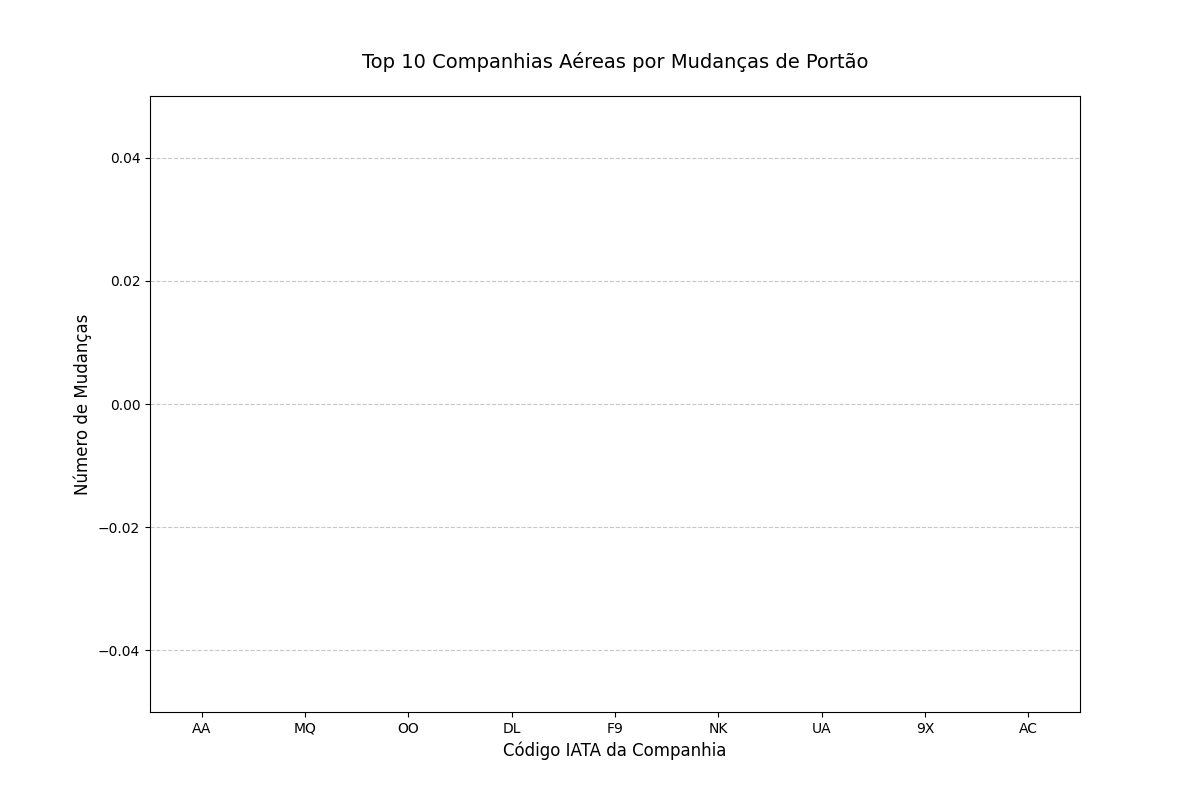 Top 10 Companhias Aéreas por Mudanças de Portão
Número de Mudanças
0.04
0.02
0.00
−0.02
−0.04
AA MQ OO DL F9 NK UA 9X AC
Código IATA da Companhia